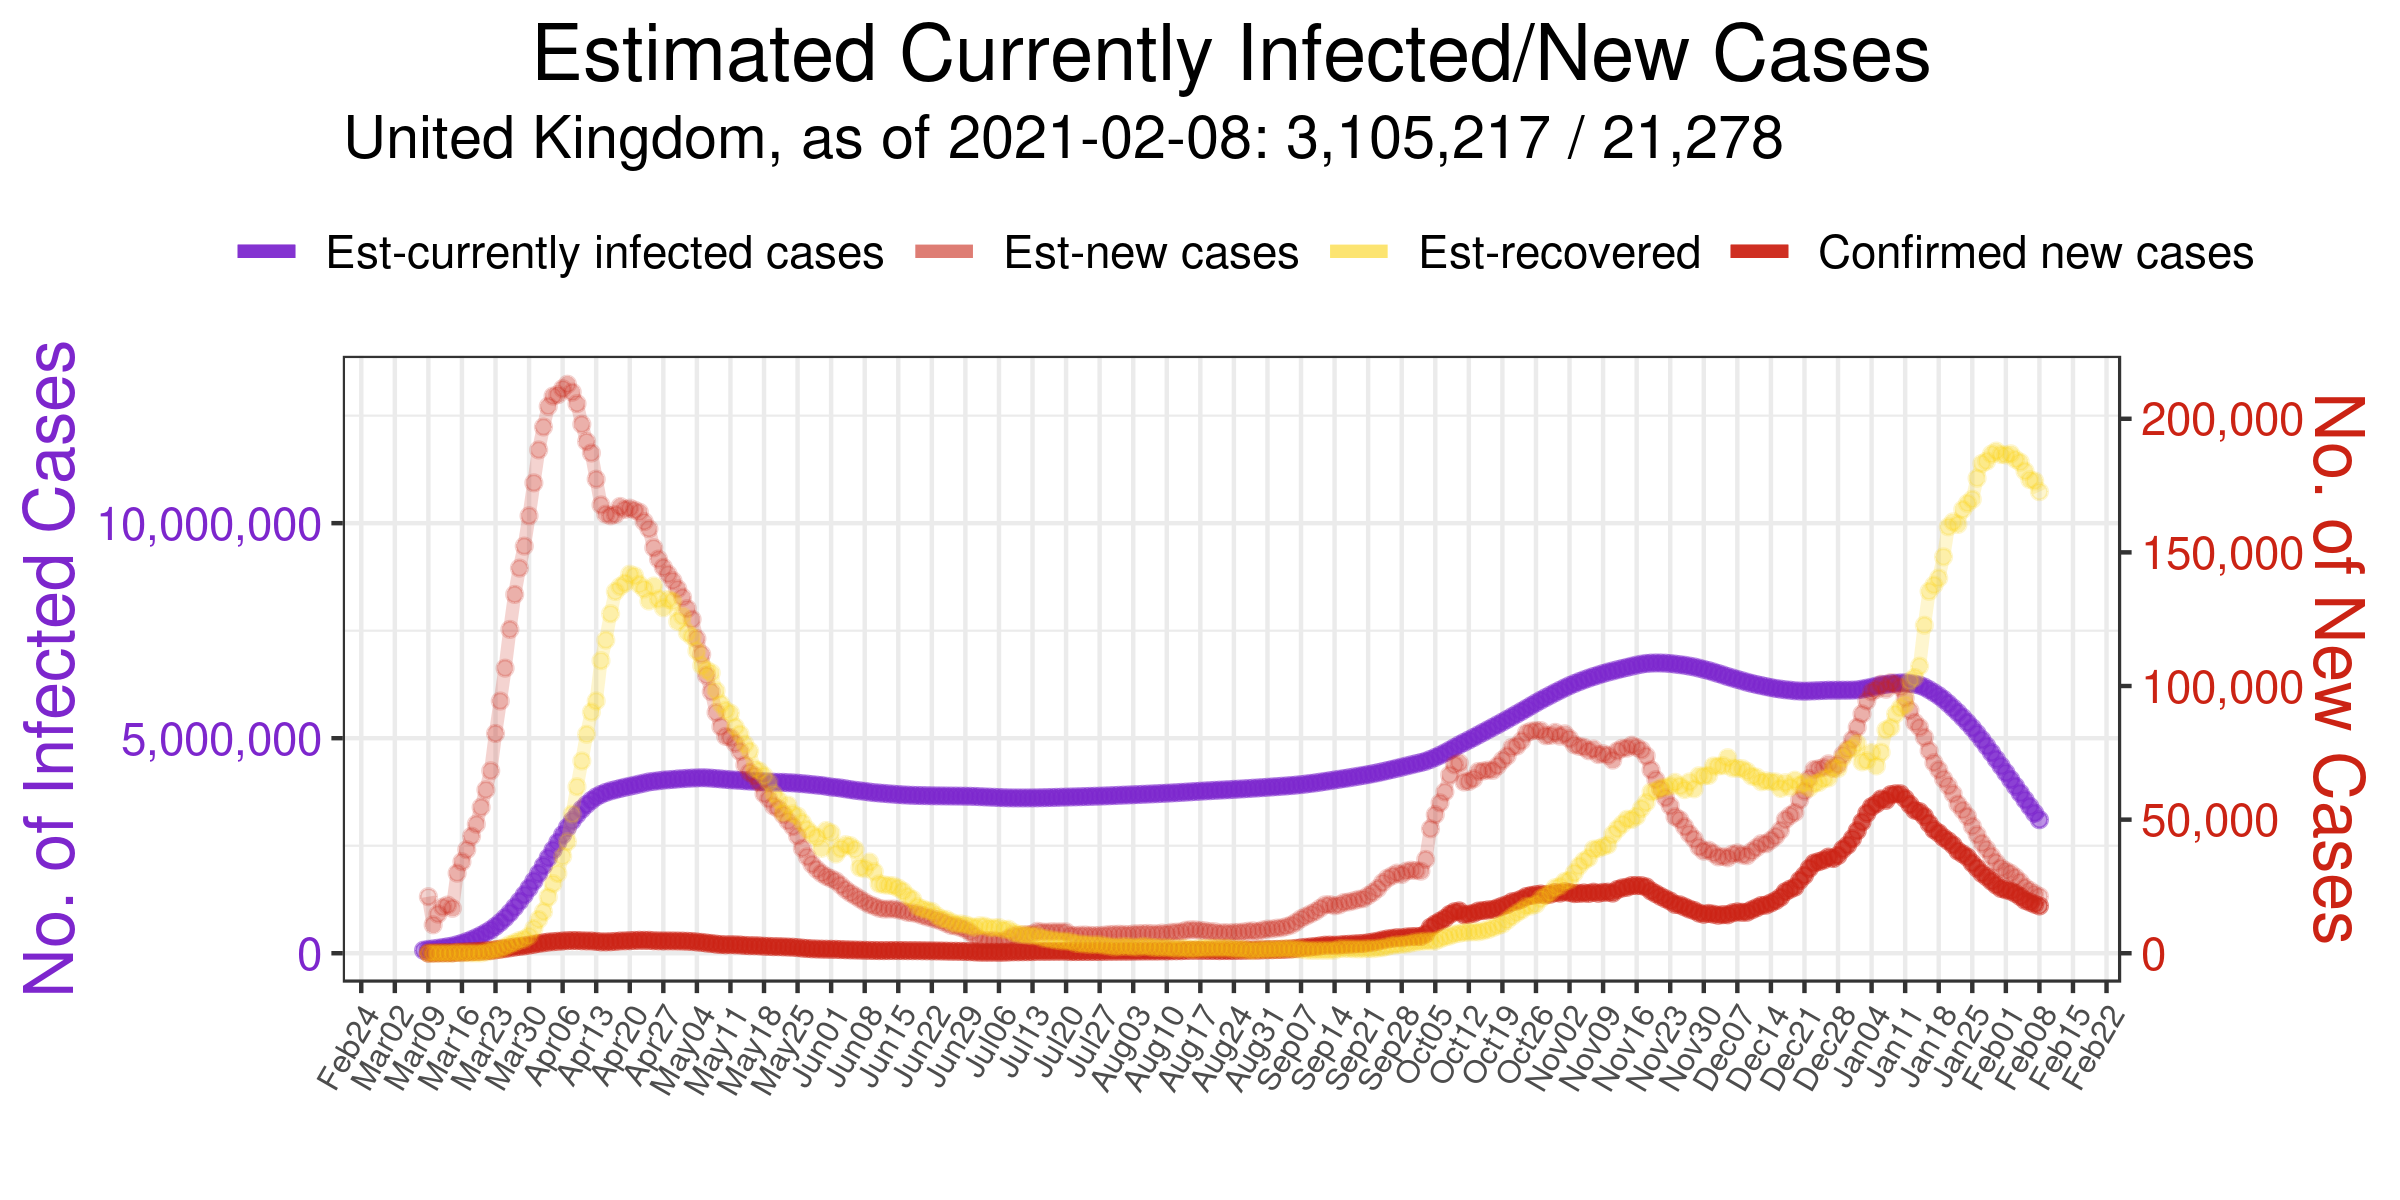 Estimated Currently Infected/New Cases
United Kingdom, as of 2021-02-08: 3,105,217 / 21,278
Est-currently infected cases Est-new cases Est-recovered Confirmed new cases
No. of Infected Cases
10,000,000
5,000,000
0
200,000
150,000
100,000
50,000
0
No. of New Cases
Feb24 Mar02 Mar09 Mar16 Mar23 Mar30 Apr06 Apr13 Apr20 Apr27 May04 May11 May18 May25 Jun01 Jun08 Jun15 Jun22 Jun29 Jul06 Jul13 Jul20 Jul27 Aug03 Aug10 Aug17 Aug24 Aug31 Sep07 Sep14 Sep21 Sep28 Oct05 Oct12 Oct19 Oct26 Nov02 Nov09 Nov16 Nov23 Nov30 Dec07 Dec14 Dec21 Dec28 Jan04 Jan11 Jan18 Jan25 Feb01 Feb08 Feb15 Feb22